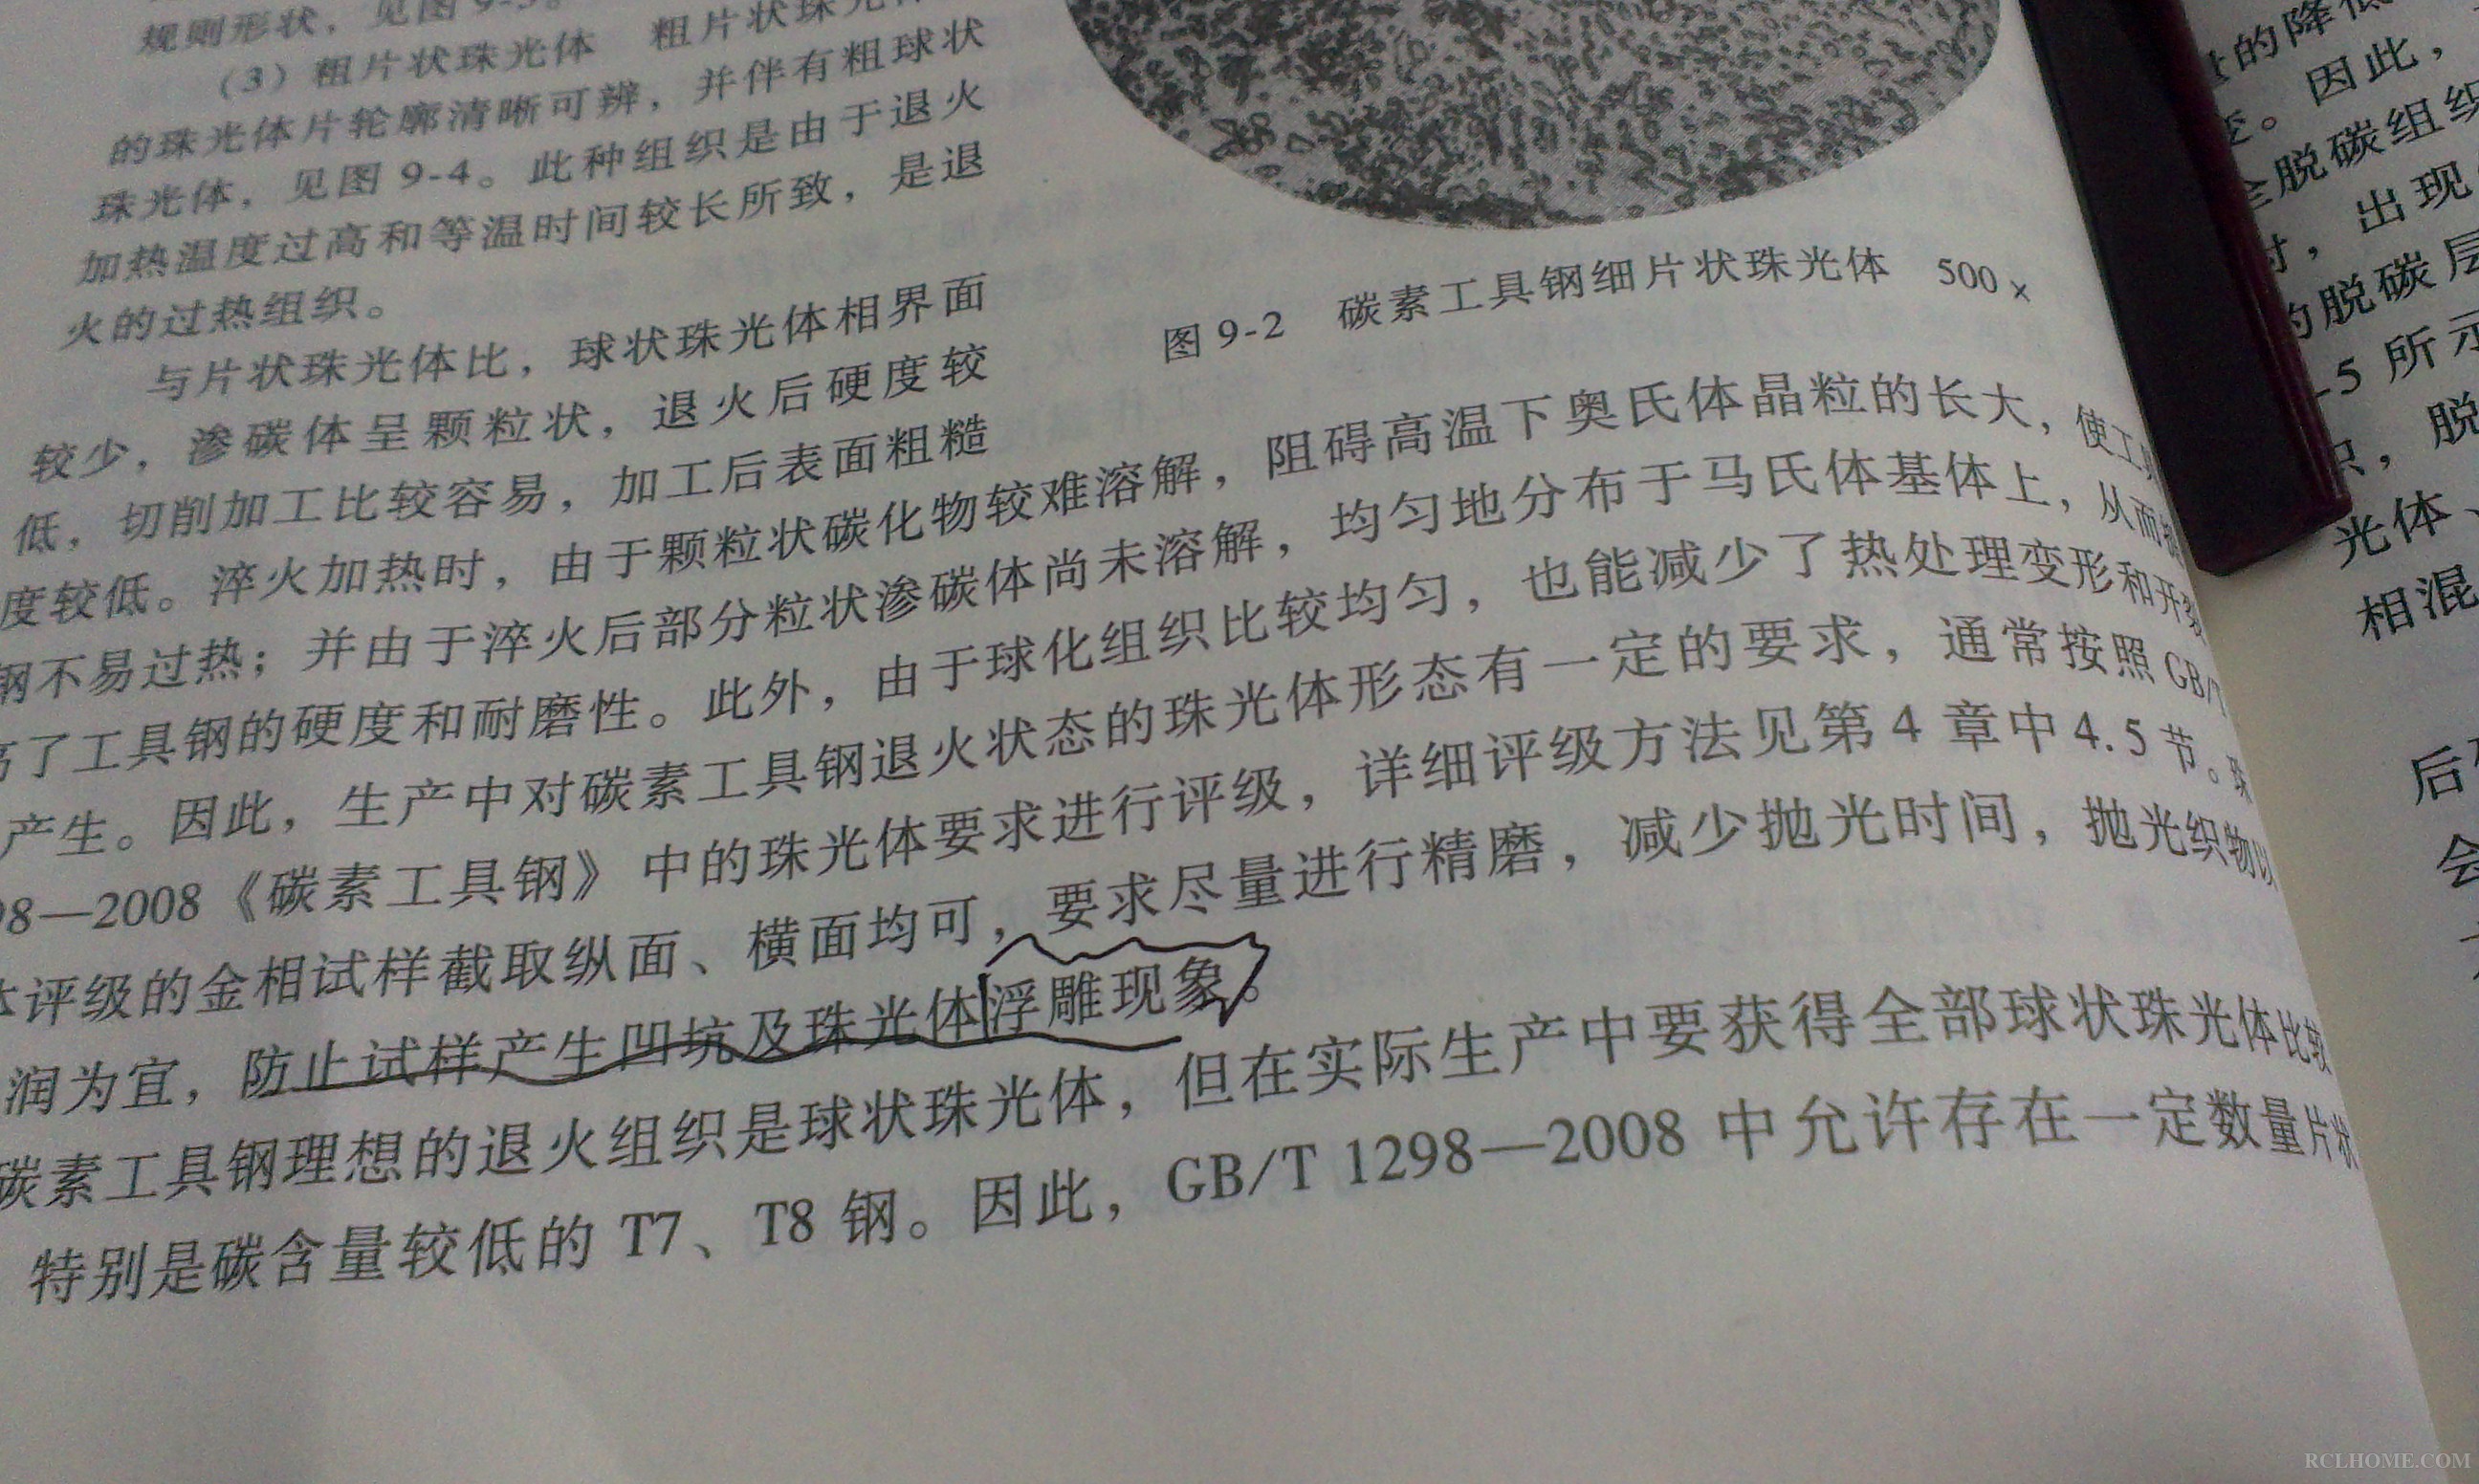 规则形状，见图9-3。
（3）粗片状珠光体 粗片状珠光体
的珠光体片轮廓清晰可辨，并伴有粗球状
珠光体，见图9-4。此种组织是由于退火
加热温度过高和等温时间较长所致，是退
火的过热组织。
与片状珠光体比，球状珠光体相界面
较少，渗碳体呈颗粒状，退火后硬度较
低，切削加工比较容易，加工后表面粗糙
图9-2 碳素工具钢细片状珠光体 500×
度较低。淬火加热时，由于颗粒状碳化物较难溶解，阻碍高温下奥氏体晶粒的长大，使工
钢不易过热；并由于淬火后部分粒状渗碳体尚未溶解，均匀地分布于马氏体基体上，从而
了工具钢的硬度和耐磨性。此外，由于球化组织比较均匀，也能减少了热处理变形和开裂
产生。因此，生产中对碳素工具钢退火状态的珠光体形态有一定的要求，通常按照GB/T
98—2008《碳素工具钢》中的珠光体要求进行评级，详细评级方法见第4章中4.5节。珠
体评级的金相试样截取纵面、横面均可，要求尽量进行精磨，减少抛光时间，抛光织物以
润为宜，防止试样产生凹坑及珠光体浮雕现象。
碳素工具钢理想的退火组织是球状珠光体，但在实际生产中要获得全部球状珠光体比较
特别是碳含量较低的T7、T8钢。因此，GB/T 1298—2008中允许存在一定数量片状
的降低
变。因此，
全脱碳组织
时，出现
的脱碳层
-5所示
织，脱
光体、
相混
后
会
RCLHOME.COM